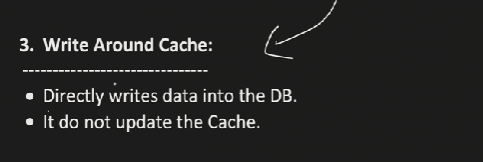 3. Write Around Cache:
-------------------------------
• Directly writes data into the DB.
• It do not update the Cache.